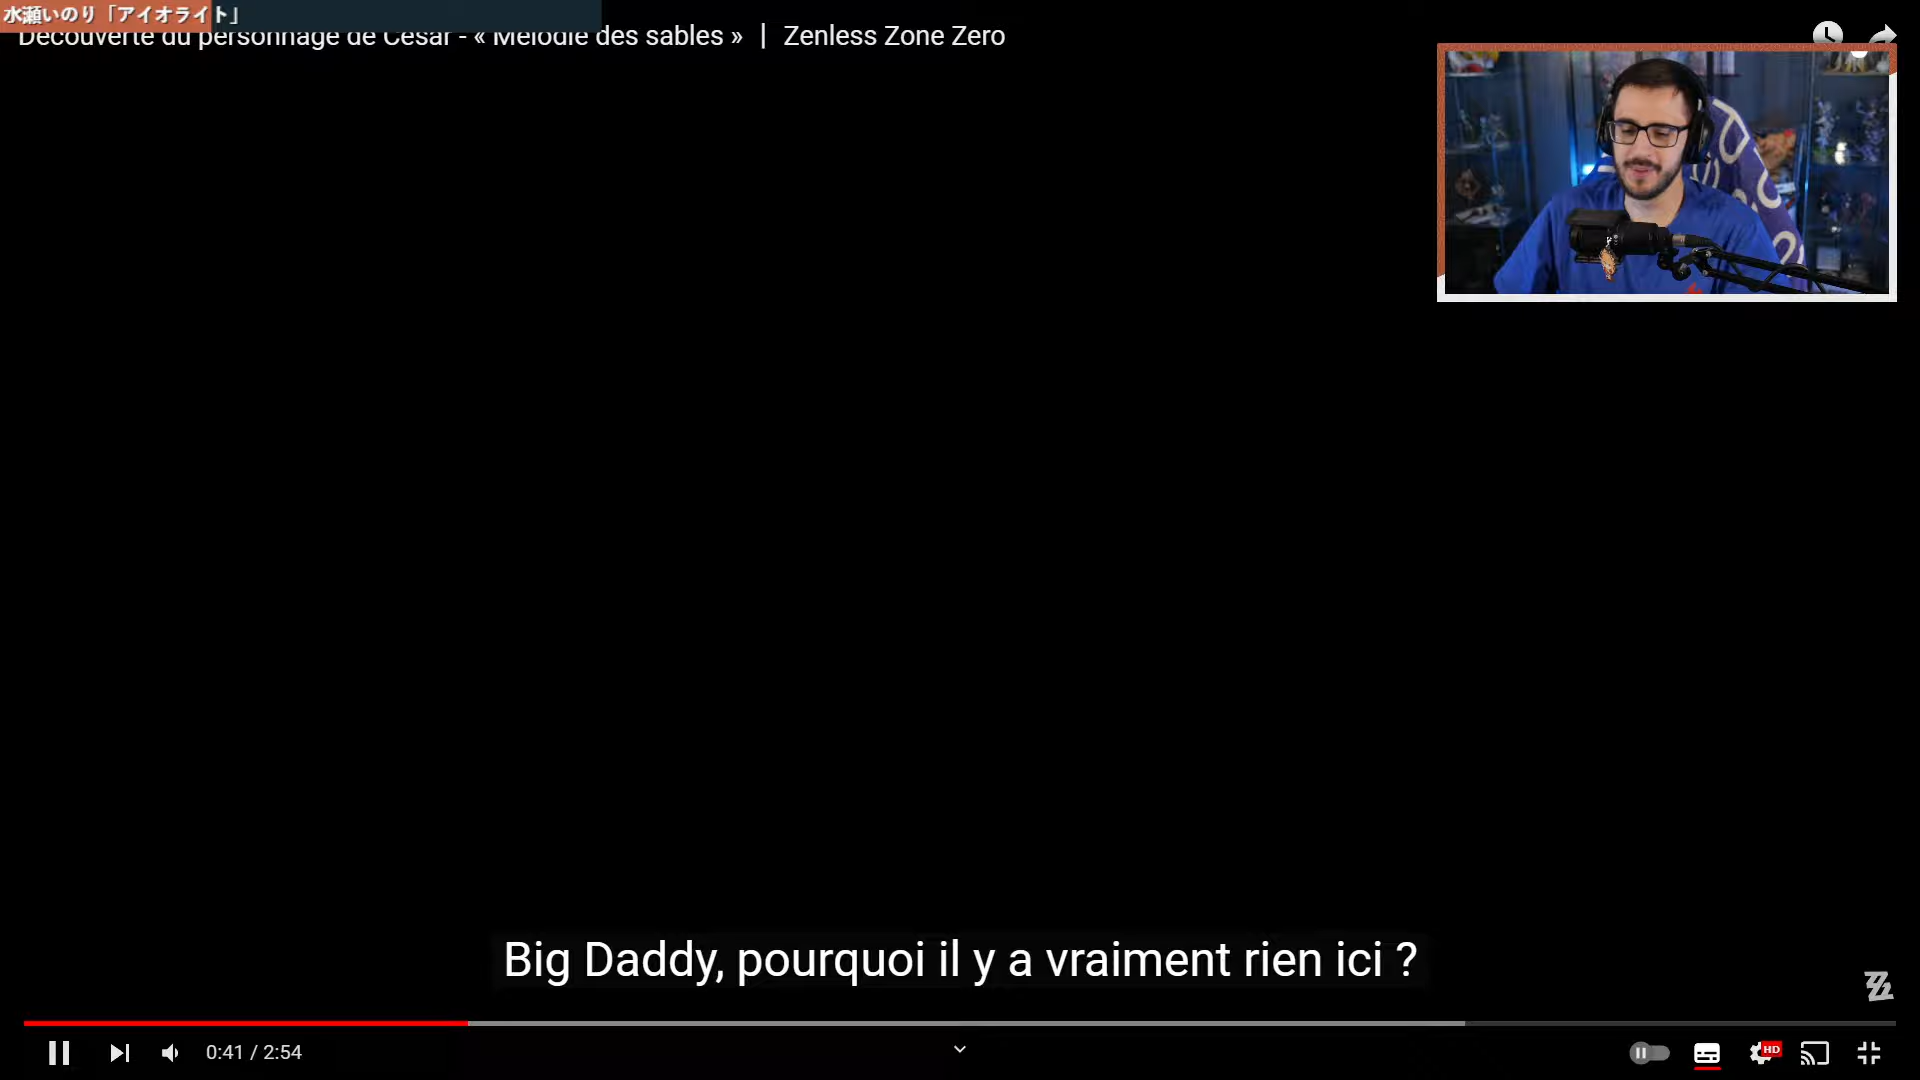 水瀬いのり「アイオライト」
Découverte du personnage de César - « Mélodie des sables » | Zenless Zone Zero
Big Daddy, pourquoi il y a vraiment rien ici ?
0:41 / 2:54
HD